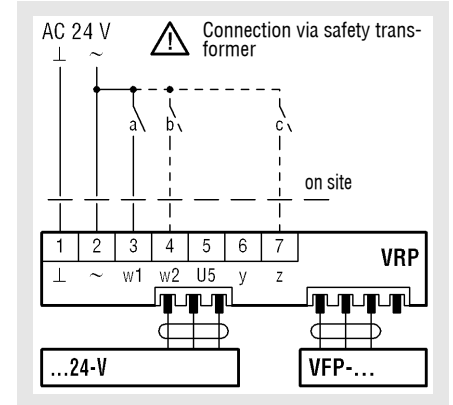 AC 24 V
⊥ ~
Connection via safety trans-
former
a b c
on site
1 2 3 4 5 6 7
VRP
⊥ ~ w1 w2 U5 y z
...24-V
VFP-...